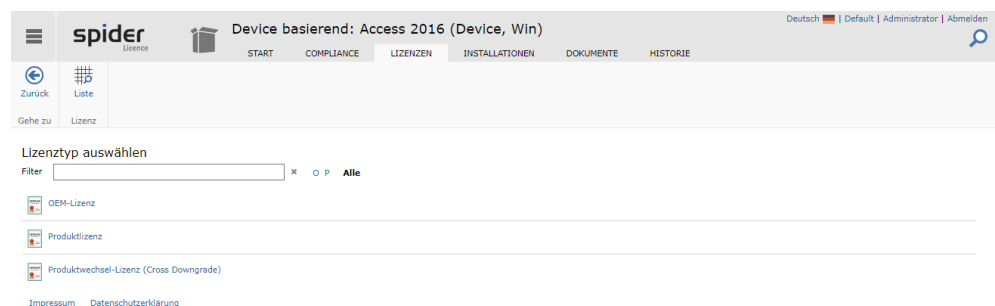 Deutsch | Default | Administrator | Abmelden
spider
Licence
Device basierend: Access 2016 (Device, Win)
START COMPLIANCE LIZENZEN INSTALLATIONEN DOKUMENTE HISTORIE
Zurück Liste
Gehe zu Lizenz
Lizenztyp auswählen
Filter O P Alle
OEM-Lizenz
Produktlizenz
Produktwechsel-Lizenz (Cross Downgrade)
Impressum Datenschutzerklärung